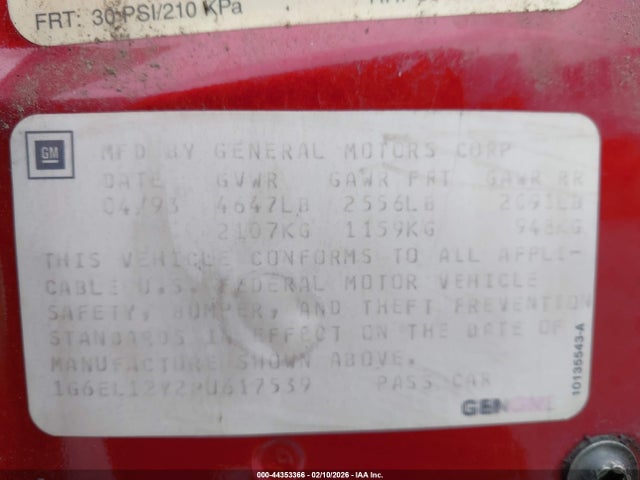 FRT: 30 PSI/210 KPa
GM
MFD BY GENERAL MOTORS CORP
DATE GVWR GAWR FRT GAWR RR
04/93 4647LB 2556LB 2091LB
2107KG 1159KG 948KG
THIS VEHICLE CONFORMS TO ALL APPLI-
CABLE U.S. FEDERAL MOTOR VEHICLE
SAFETY, BUMPER, AND THEFT PREVENTION
STANDARDS IN EFFECT ON THE DATE OF
MANUFACTURE SHOWN ABOVE.
1G6EL12Y2PU617539 PASS CAR
GENUINE
10135543-A
000-44353366 - 02/10/2026 - IAA Inc.